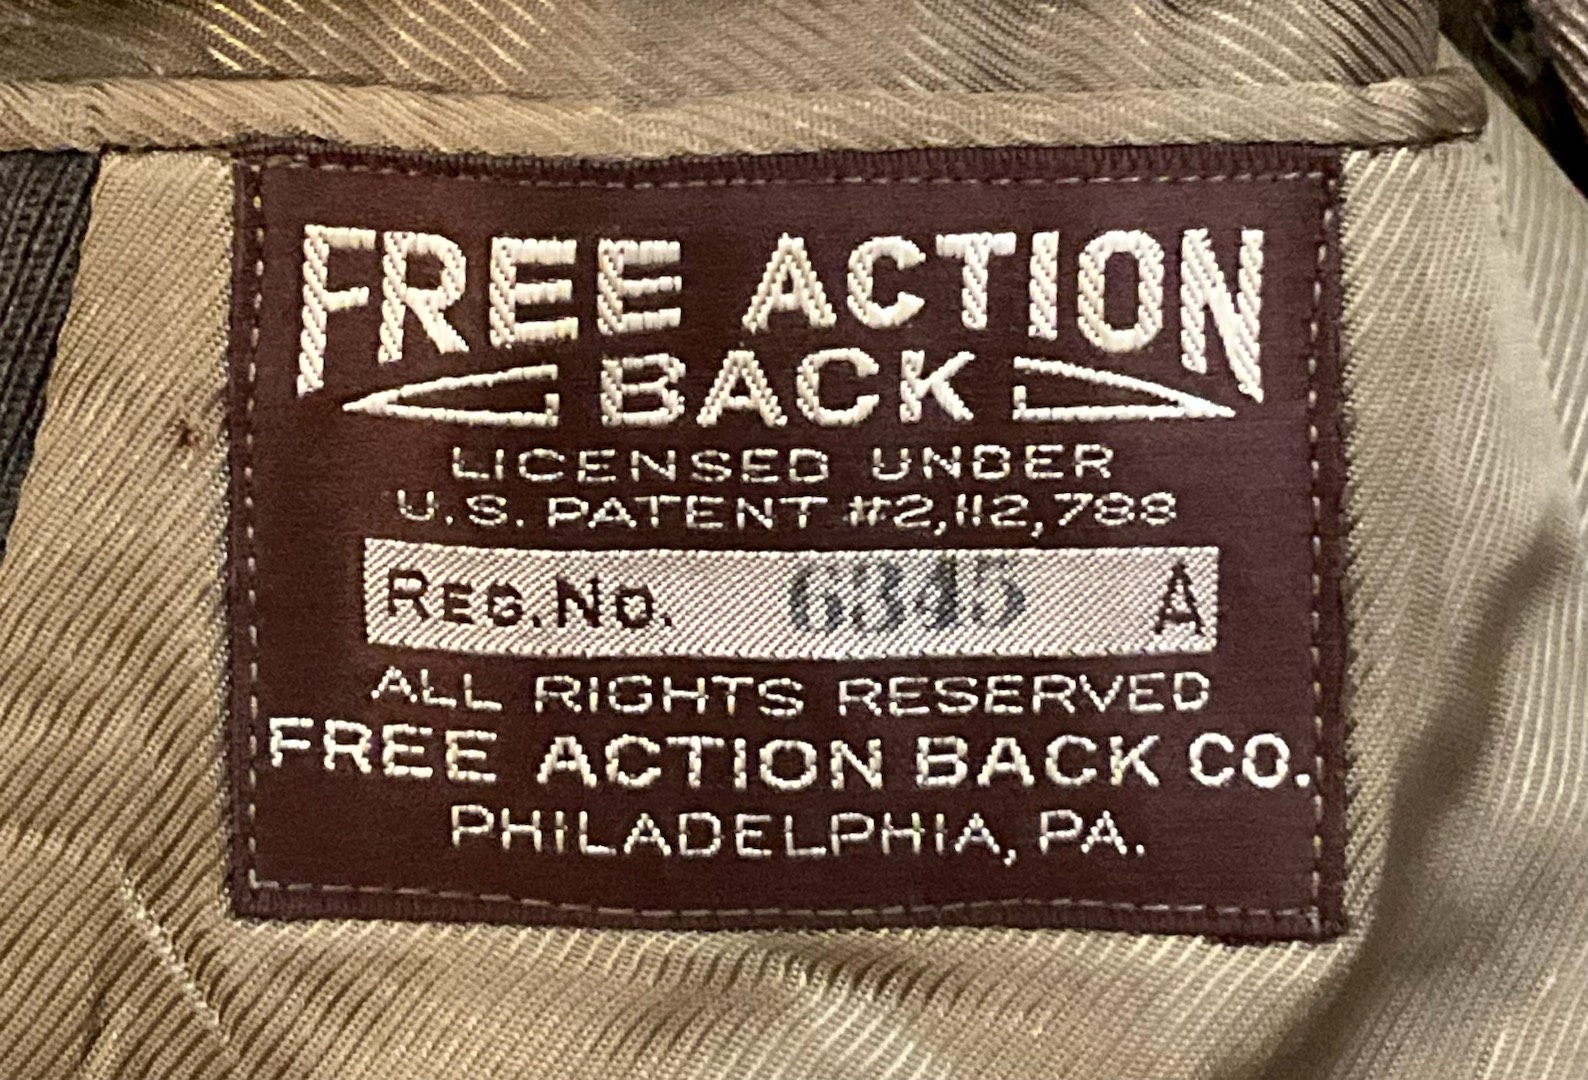 FREE ACTION
BACK
LICENSED UNDER
U.S. PATENT #2,112,788
REG. NO. 6345 A
ALL RIGHTS RESERVED
FREE ACTION BACK CO.
PHILADELPHIA, PA.